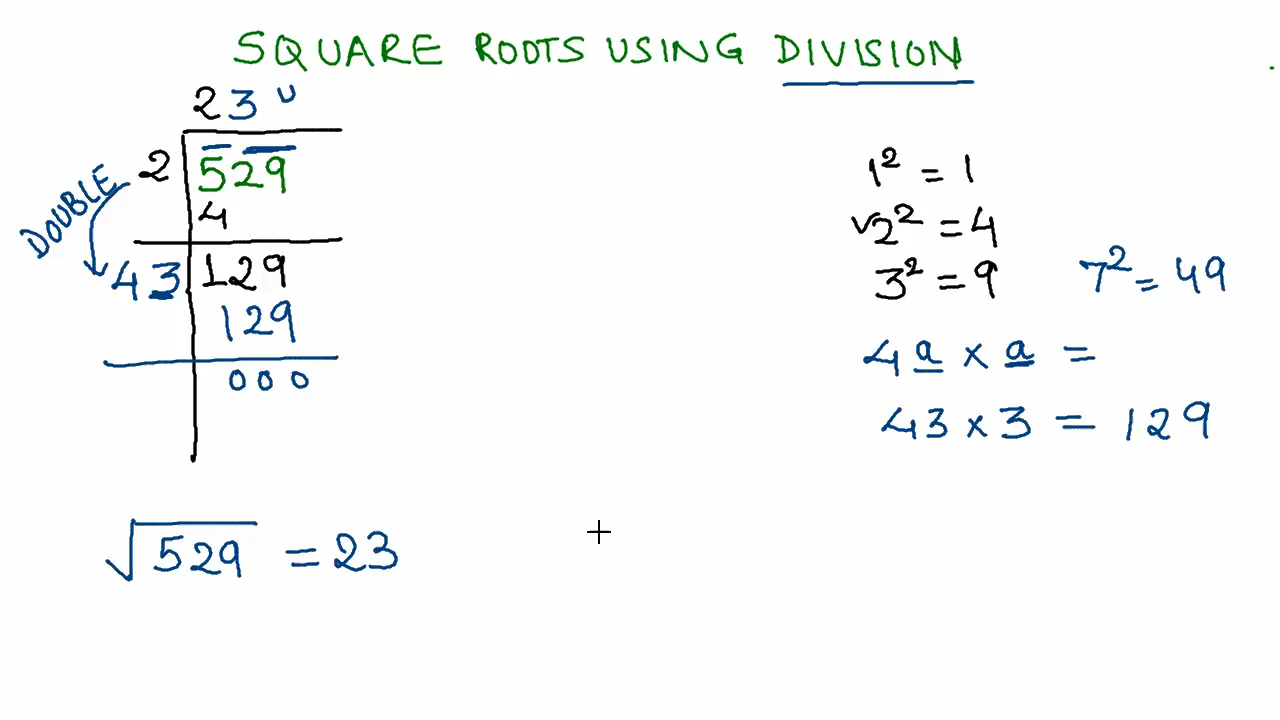 SQUARE ROOTS USING DIVISION
23
2 529
4
DOUBLE
43 129
129
000
√529 = 23
1² = 1
√2² = 4
3² = 9
7² = 49
4a × a =
43 × 3 = 129